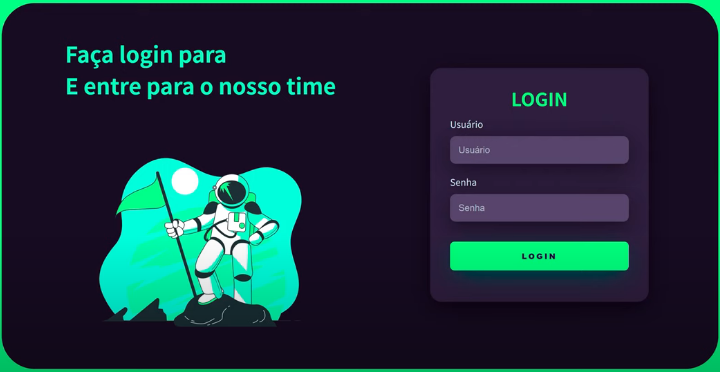 Faça login para
E entre para o nosso time
LOGIN
Usuário
Usuário
Senha
Senha
LOGIN